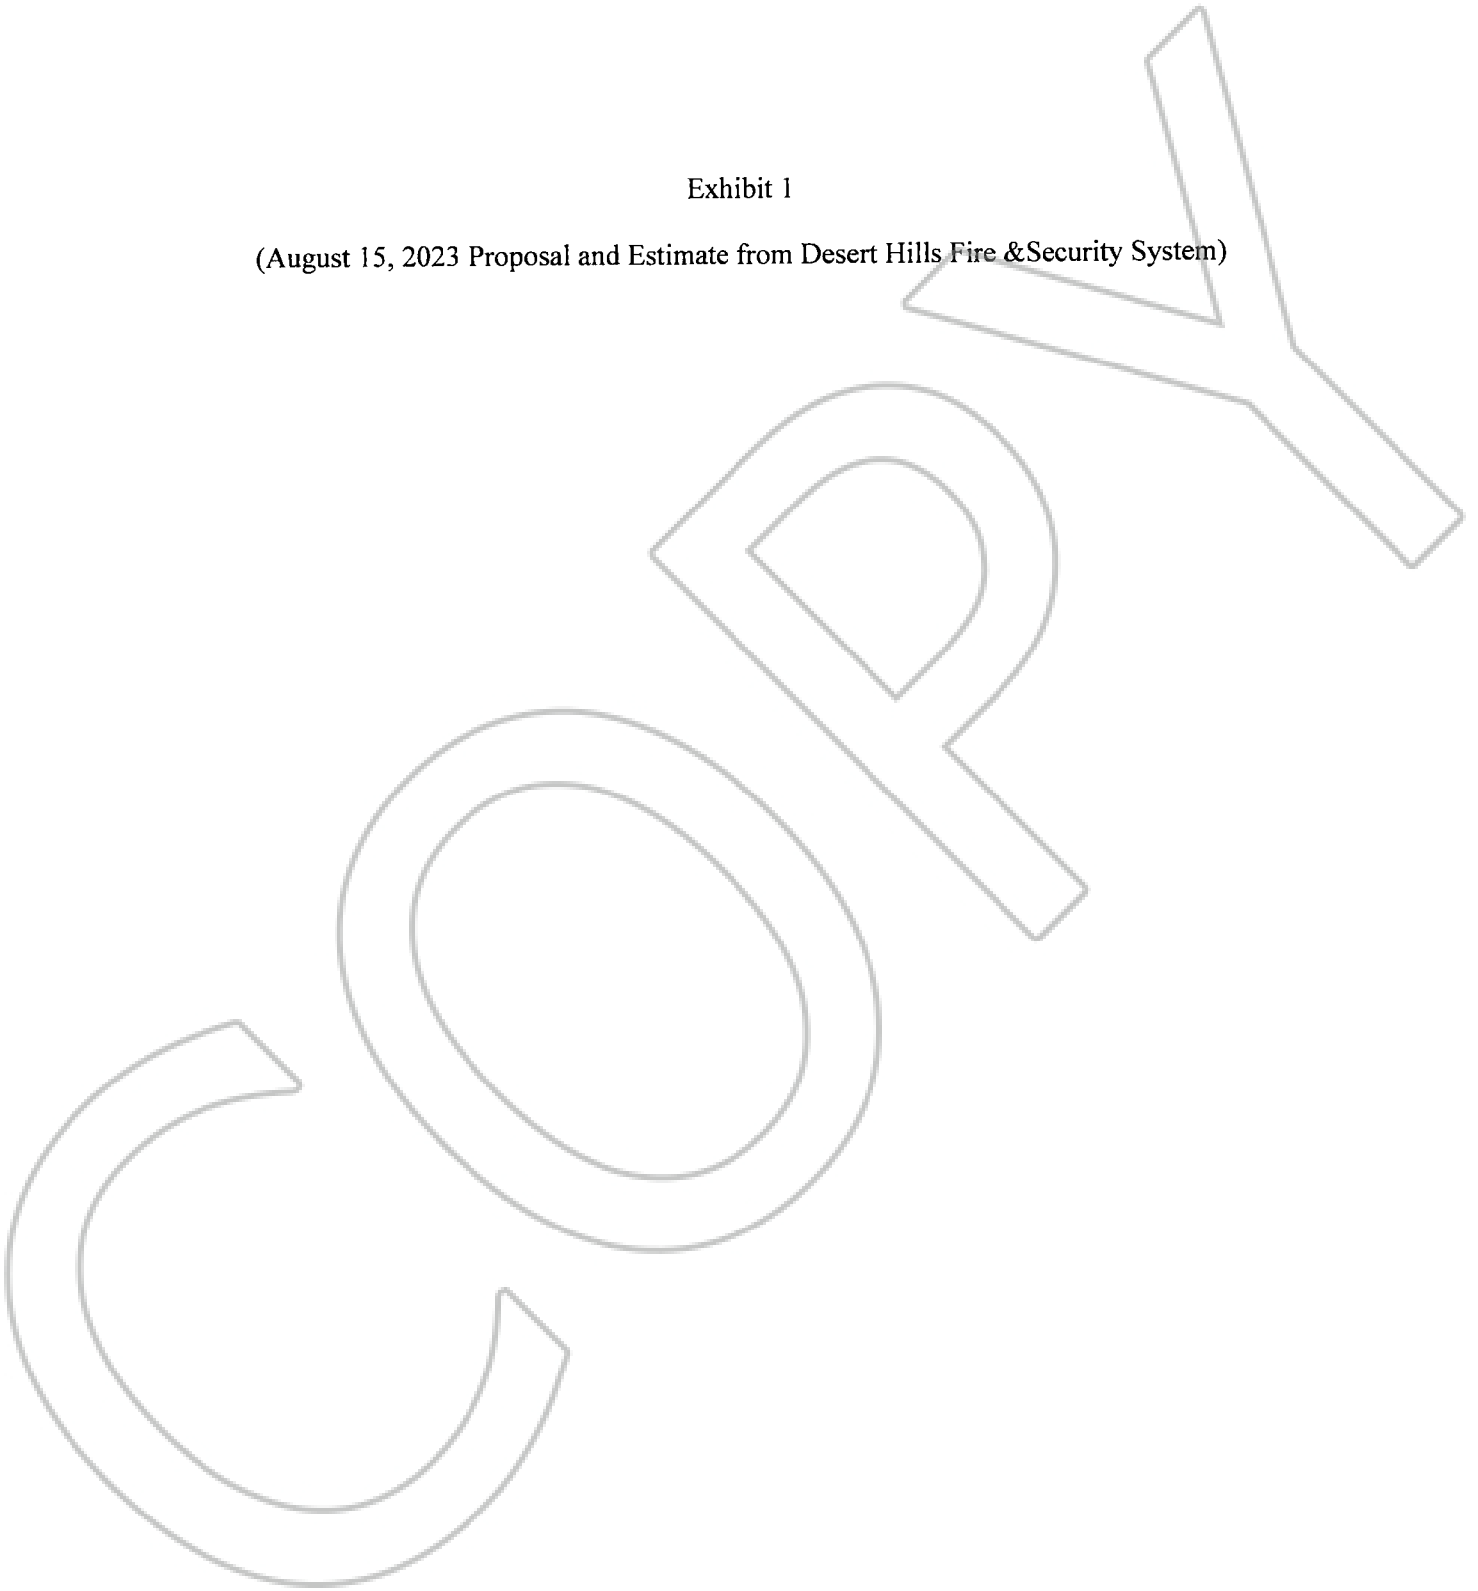 Exhibit 1
(August 15, 2023 Proposal and Estimate from Desert Hills Fire &Security System)
COPY